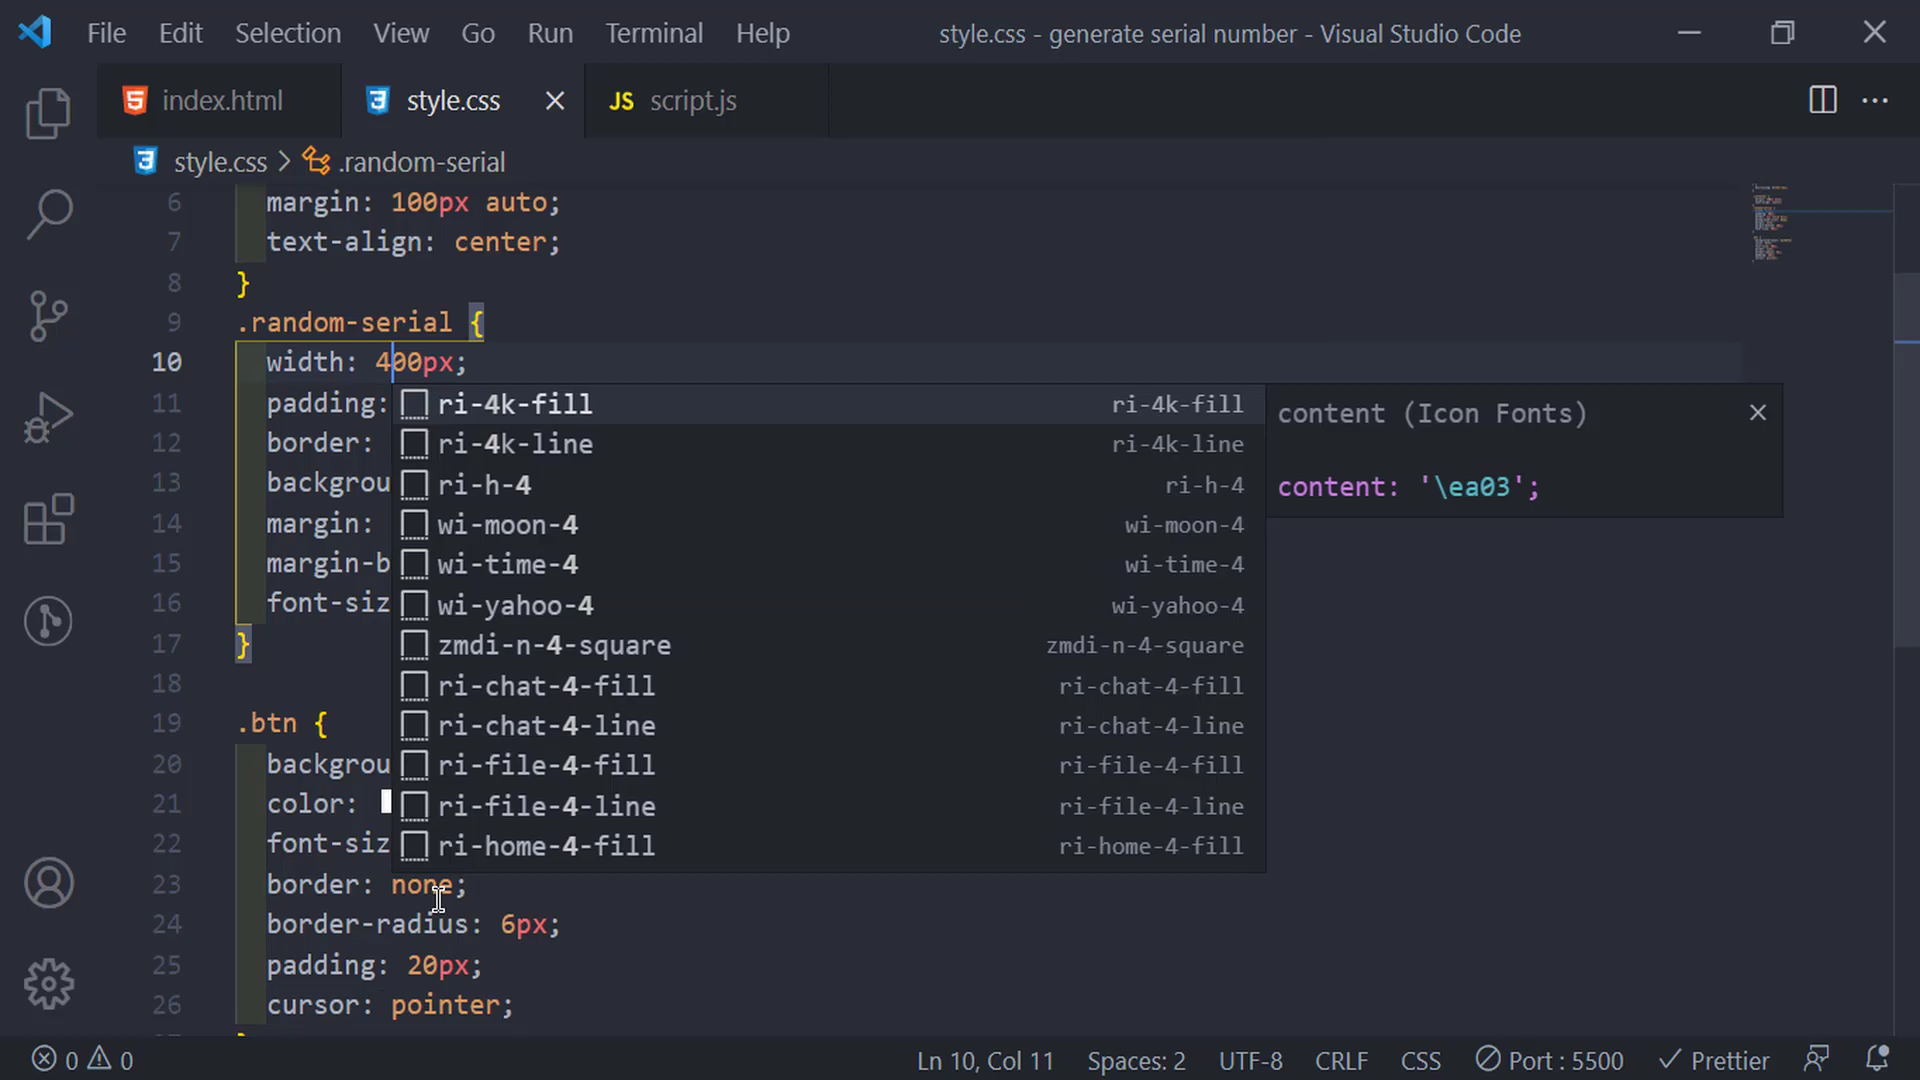 File Edit Selection View Go Run Terminal Help style.css - generate serial number - Visual Studio Code
index.html style.css JS script.js
style.css > .random-serial
6 margin: 100px auto;
7 text-align: center;
8 }
9 .random-serial {
10 width: 400px;
11 padding:
12 border:
13 backgrou
14 margin:
15 margin-b
16 font-siz
17 }
18
19 .btn {
20 backgrou
21 color:
22 font-siz
23 border: none;
24 border-radius: 6px;
25 padding: 20px;
26 cursor: pointer;
ri-4k-fill ri-4k-fill
ri-4k-line ri-4k-line
ri-h-4 ri-h-4
wi-moon-4 wi-moon-4
wi-time-4 wi-time-4
wi-yahoo-4 wi-yahoo-4
zmdi-n-4-square zmdi-n-4-square
ri-chat-4-fill ri-chat-4-fill
ri-chat-4-line ri-chat-4-line
ri-file-4-fill ri-file-4-fill
ri-file-4-line ri-file-4-line
ri-home-4-fill ri-home-4-fill
content (Icon Fonts)
content: '\ea03';
0 0 Ln 10, Col 11 Spaces: 2 UTF-8 CRLF CSS Port : 5500 Prettier